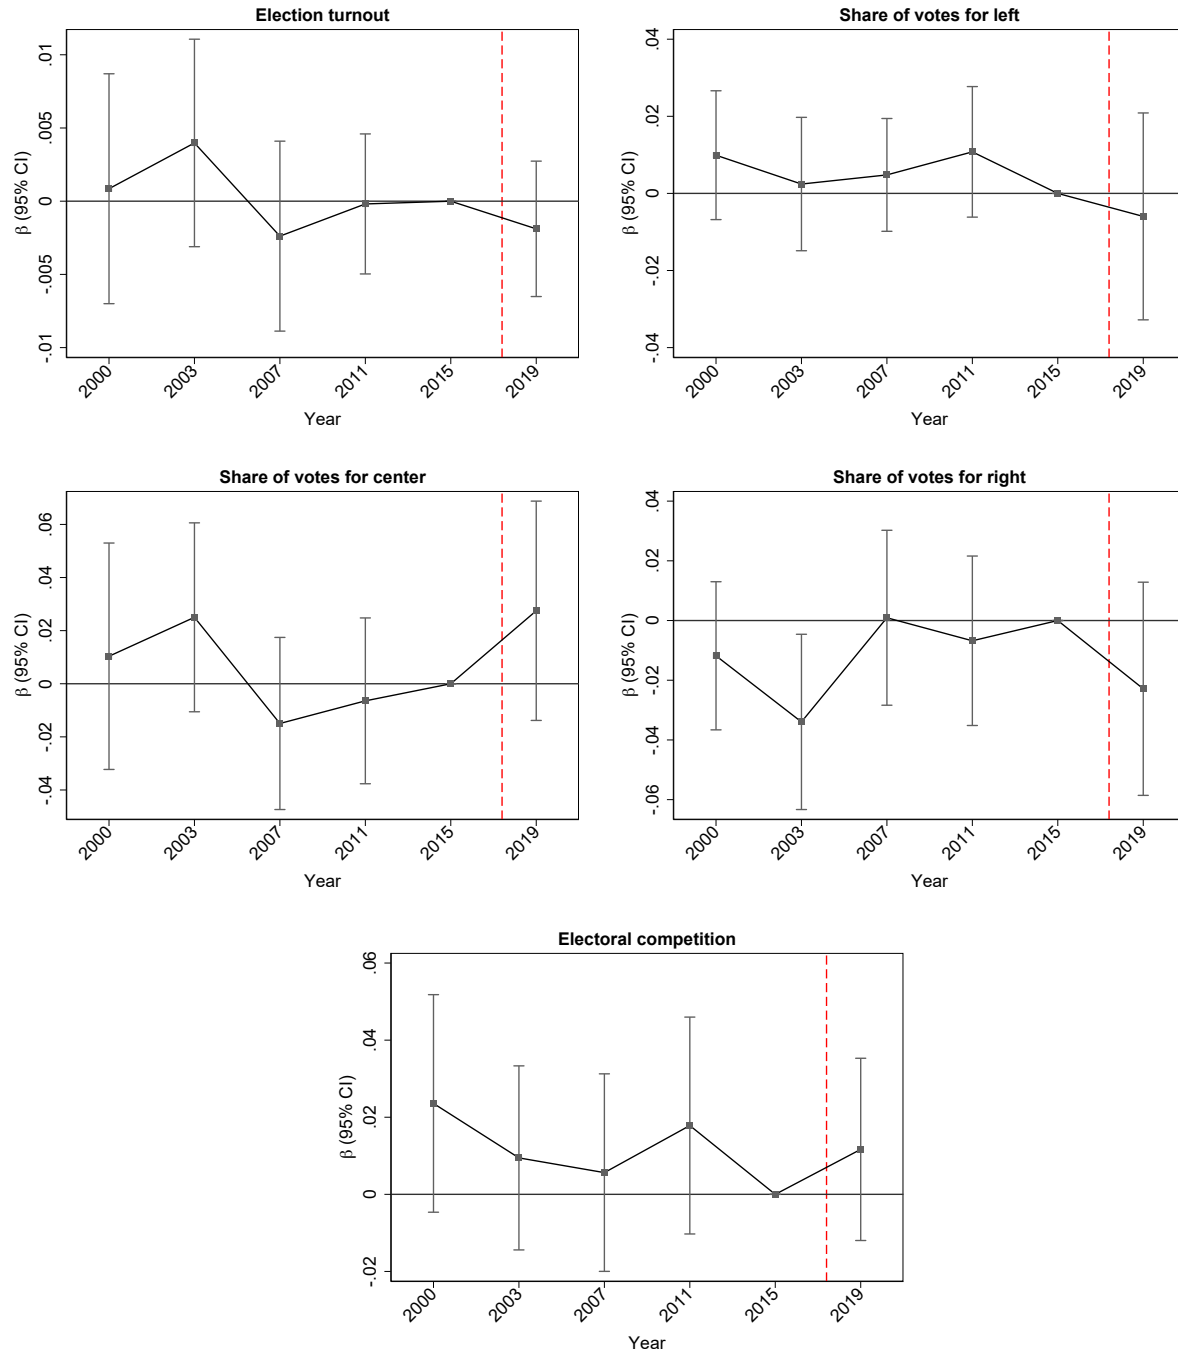 Election turnout
β (95% CI)
.01
.005
0
-.005
-.01
2000 2003 2007 2011 2015 2019
Year
Share of votes for left
β (95% CI)
.04
.02
0
-.02
-.04
2000 2003 2007 2011 2015 2019
Year
Share of votes for center
β (95% CI)
.06
.04
.02
0
-.02
-.04
2000 2003 2007 2011 2015 2019
Year
Share of votes for right
β (95% CI)
.04
.02
0
-.02
-.04
-.06
2000 2003 2007 2011 2015 2019
Year
Electoral competition
β (95% CI)
.06
.04
.02
0
-.02
2000 2003 2007 2011 2015 2019
Year